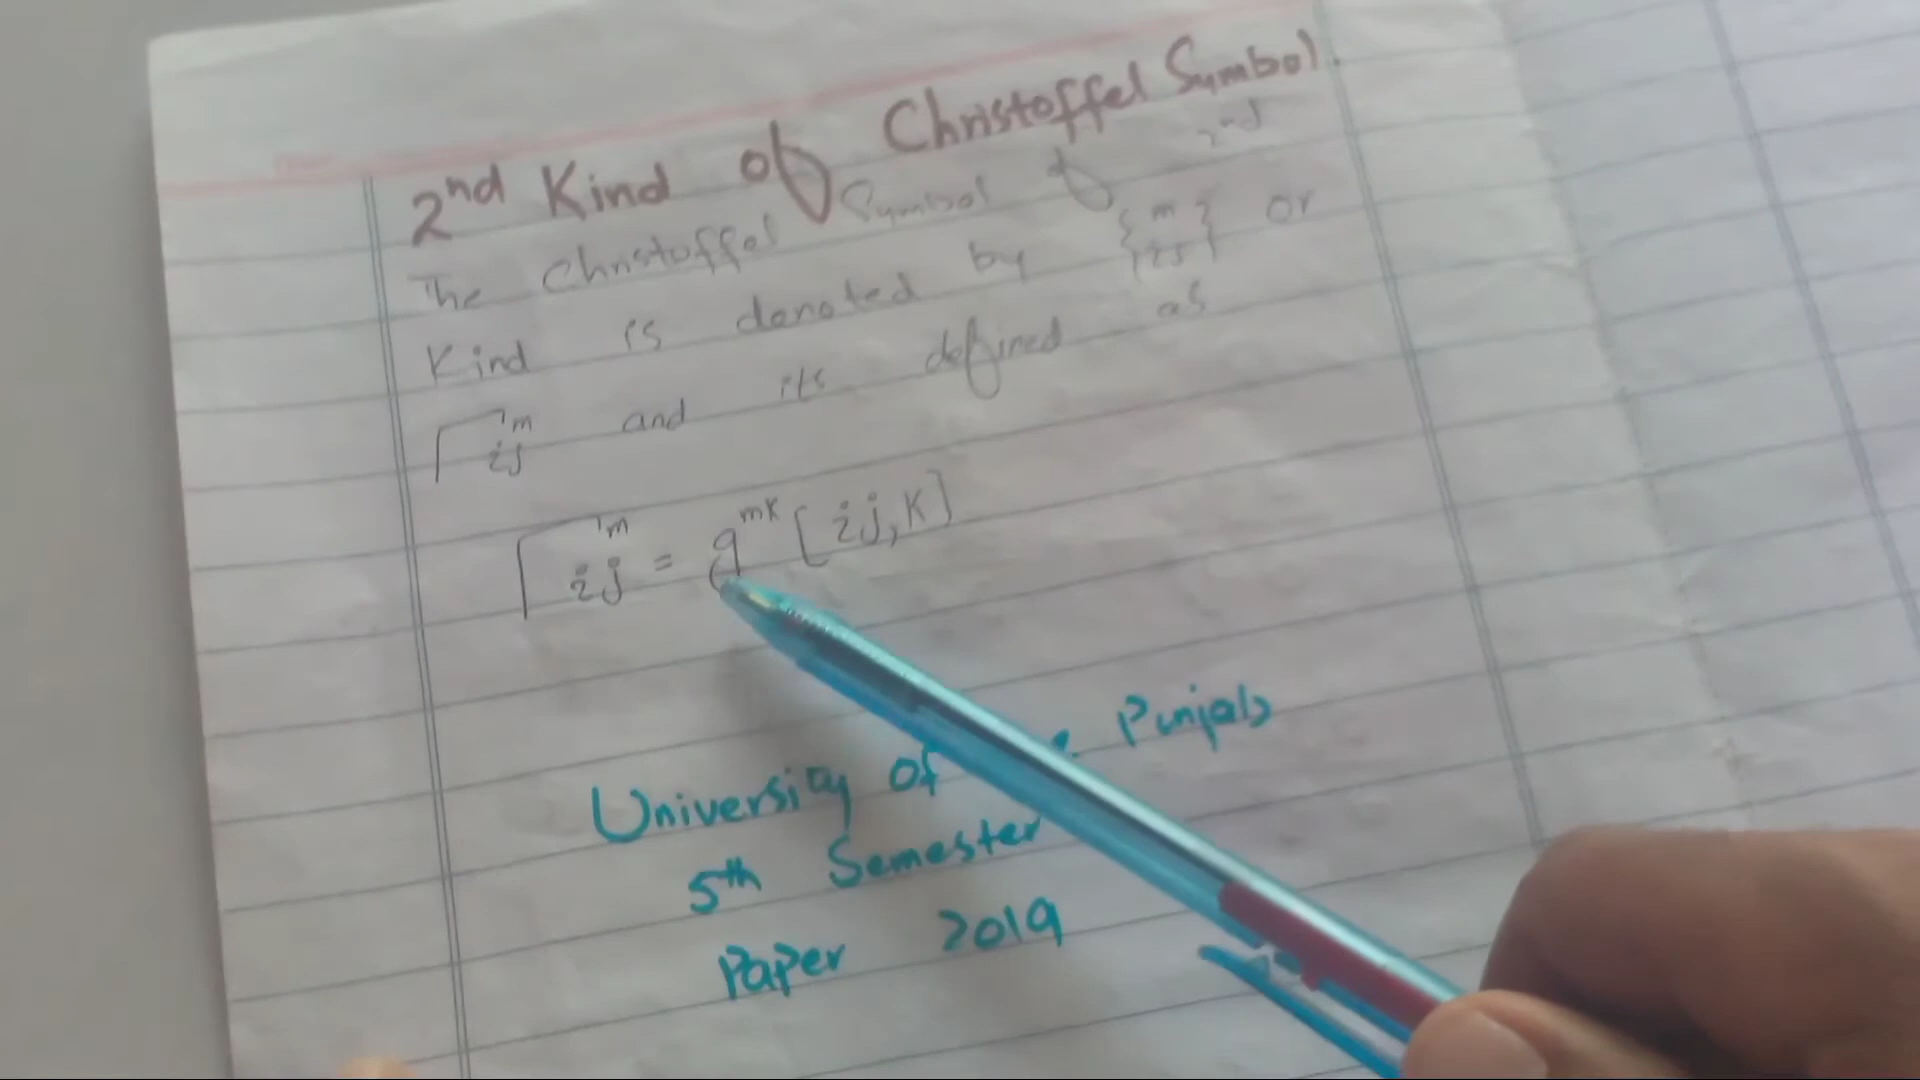 2nd Kind of Christoffel Symbol.
The Christoffel Symbol of 2nd
Kind is denoted by {m ij} or
Γ^m_ij and its defined as
Γ^m_ij = g^mk [ij,K]
University of Punjab
5th Semester
Paper 2019